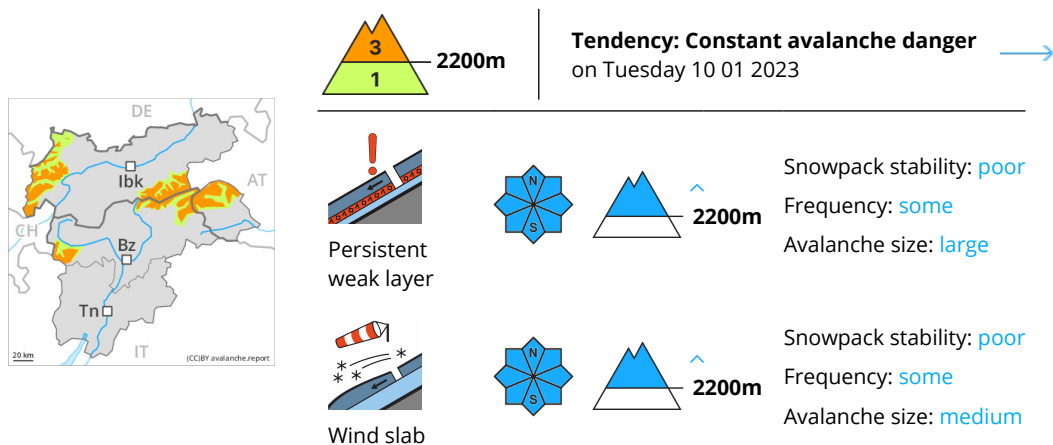 3
1
2200m
Tendency: Constant avalanche danger
on Tuesday 10 01 2023
DE
AT
CH
IT
Ibk
Bz
Tn
20 km
(CC)BY avalanche.report
Persistent
weak layer
N
S
2200m
Snowpack stability: poor
Frequency: some
Avalanche size: large
Wind slab
N
S
2200m
Snowpack stability: poor
Frequency: some
Avalanche size: medium